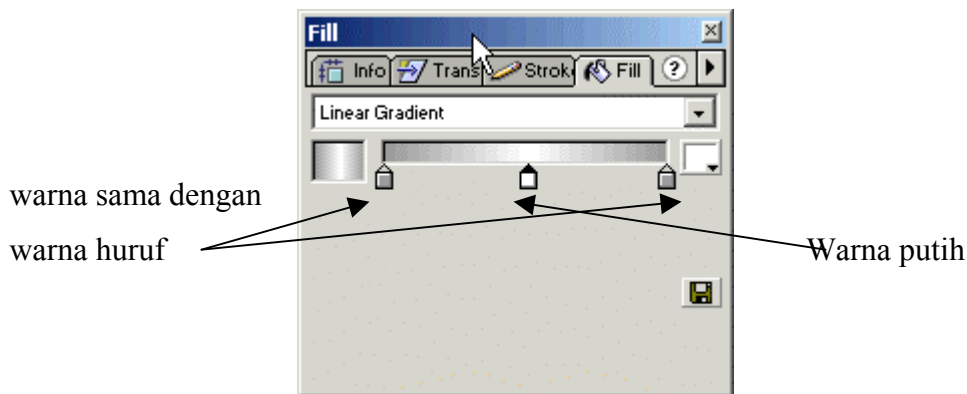 Fill
Info Trans Strok Fill ?
Linear Gradient
warna sama dengan
warna huruf
Warna putih